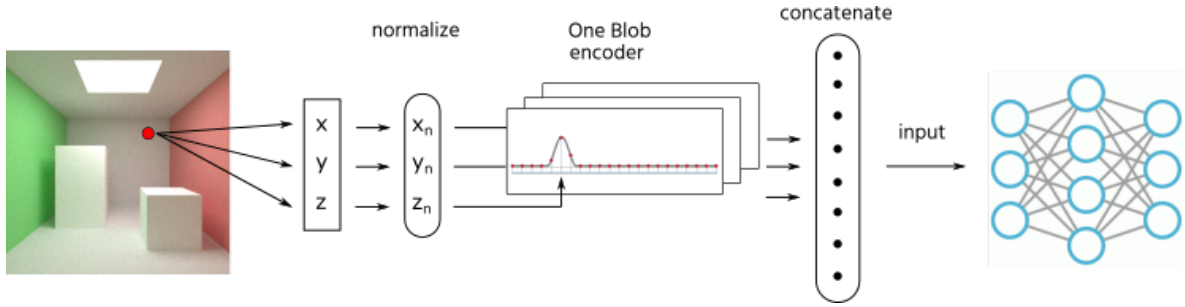 normalize
One Blob
encoder
concatenate
x
y
z
xₙ
yₙ
zₙ
input